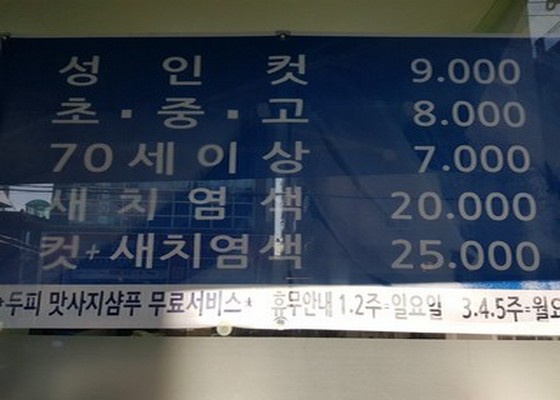 성 인 컷 9.000
초·중·고 8.000
70세이상 7.000
새치염색 20.000
컷+새치염색 25.000
*두피 맛사지샴푸 무료서비스* 휴무안내 1.2주=일요일 3.4.5주=월요